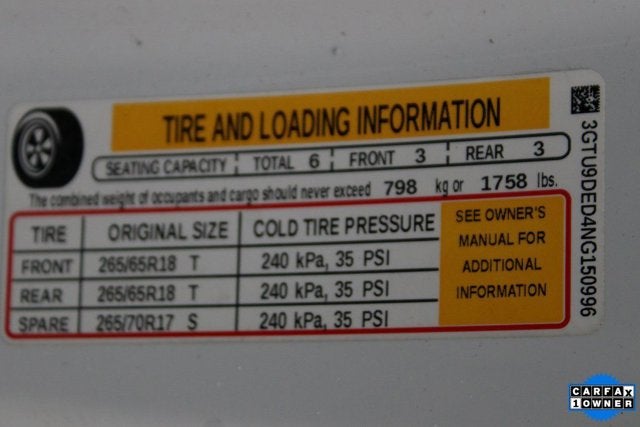 TIRE AND LOADING INFORMATION
SEATING CAPACITY TOTAL 6 FRONT 3 REAR 3
The combined weight of occupants and cargo should never exceed 798 kg or 1758 lbs.
TIRE ORIGINAL SIZE COLD TIRE PRESSURE
FRONT 265/65R18 T 240 kPa, 35 PSI
REAR 265/65R18 T 240 kPa, 35 PSI
SPARE 265/70R17 S 240 kPa, 35 PSI
SEE OWNER'S
MANUAL FOR
ADDITIONAL
INFORMATION
3GTU9DED4NG150996
CARFAX
1 OWNER